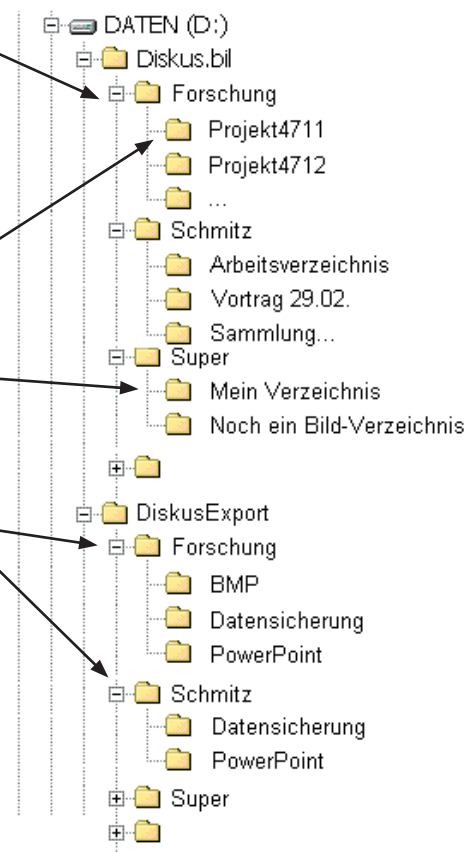 DATEN (D:)
Diskus.bil
Forschung
Projekt4711
Projekt4712
...
Schmitz
Arbeitsverzeichnis
Vortrag 29.02.
Sammlung...
Super
Mein Verzeichnis
Noch ein Bild-Verzeichnis
DiskusExport
Forschung
BMP
Datensicherung
PowerPoint
Schmitz
Datensicherung
PowerPoint
Super